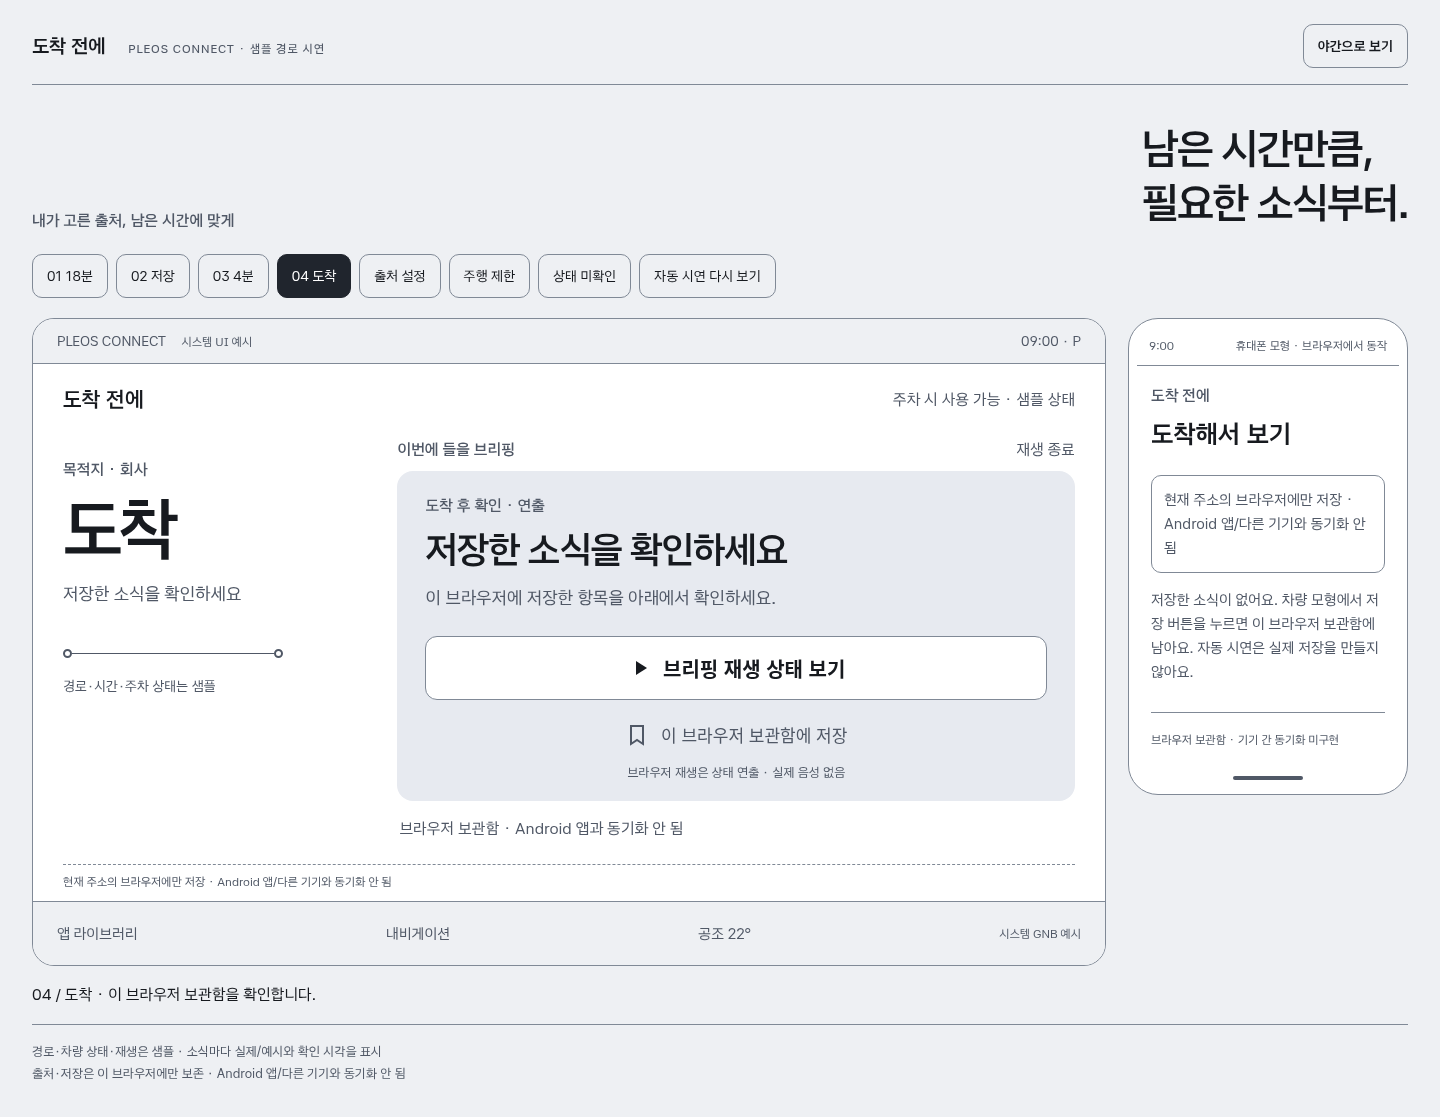 도착 전에
PLEOS CONNECT · 샘플 경로 시연
야간으로 보기
남은 시간만큼,
필요한 소식부터.
내가 고른 출처, 남은 시간에 맞게
01 18분
02 저장
03 4분
04 도착
출처 설정
주행 제한
상태 미확인
자동 시연 다시 보기
PLEOS CONNECT
시스템 UI 예시
09:00 · P
도착 전에
주차 시 사용 가능 · 샘플 상태
목적지 · 회사
도착
저장한 소식을 확인하세요
경로·시간·주차 상태는 샘플
이번에 들을 브리핑
재생 종료
도착 후 확인 · 연출
저장한 소식을 확인하세요
이 브라우저에 저장한 항목을 아래에서 확인하세요.
브리핑 재생 상태 보기
이 브라우저 보관함에 저장
브라우저 재생은 상태 연출 · 실제 음성 없음
브라우저 보관함 · Android 앱과 동기화 안 됨
현재 주소의 브라우저에만 저장 · Android 앱/다른 기기와 동기화 안 됨
앱 라이브러리
내비게이션
공조 22°
시스템 GNB 예시
9:00
휴대폰 모형 · 브라우저에서 동작
도착 전에
도착해서 보기
현재 주소의 브라우저에만 저장 ·
Android 앱/다른 기기와 동기화 안
됨
저장한 소식이 없어요. 차량 모형에서 저
장 버튼을 누르면 이 브라우저 보관함에
남아요. 자동 시연은 실제 저장을 만들지
않아요.
브라우저 보관함 · 기기 간 동기화 미구현
04 / 도착 · 이 브라우저 보관함을 확인합니다.
경로·차량 상태·재생은 샘플 · 소식마다 실제/예시와 확인 시각을 표시
출처·저장은 이 브라우저에만 보존 · Android 앱/다른 기기와 동기화 안 됨